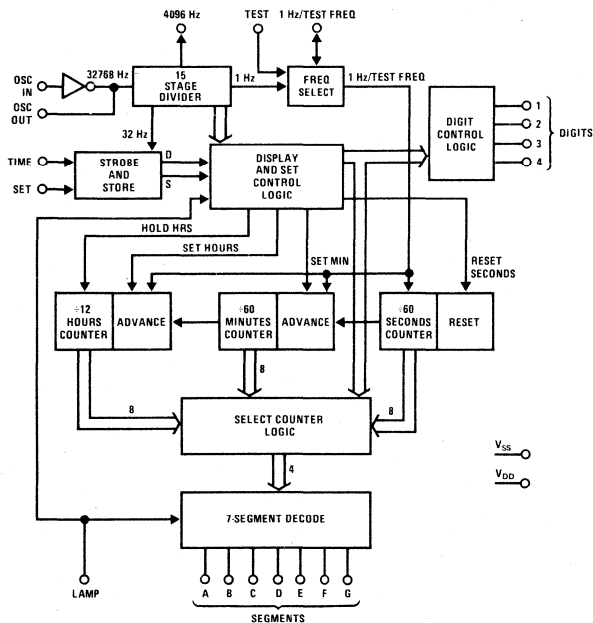 4096 Hz
TEST
1 Hz/TEST FREQ
OSC
IN
32768 Hz
OSC
OUT
15
STAGE
DIVIDER
1 Hz
FREQ
SELECT
1 Hz/TEST FREQ
DIGIT
CONTROL
LOGIC
1
2
3
4
DIGITS
32 Hz
TIME
SET
STROBE
AND
STORE
D
S
DISPLAY
AND SET
CONTROL
LOGIC
HOLD HRS
SET HOURS
SET MIN
RESET
SECONDS
÷12
HOURS
COUNTER
ADVANCE
÷60
MINUTES
COUNTER
ADVANCE
÷60
SECONDS
COUNTER
RESET
8
8
8
SELECT COUNTER
LOGIC
4
VSS
VDD
7-SEGMENT DECODE
LAMP
A B C D E F G
SEGMENTS